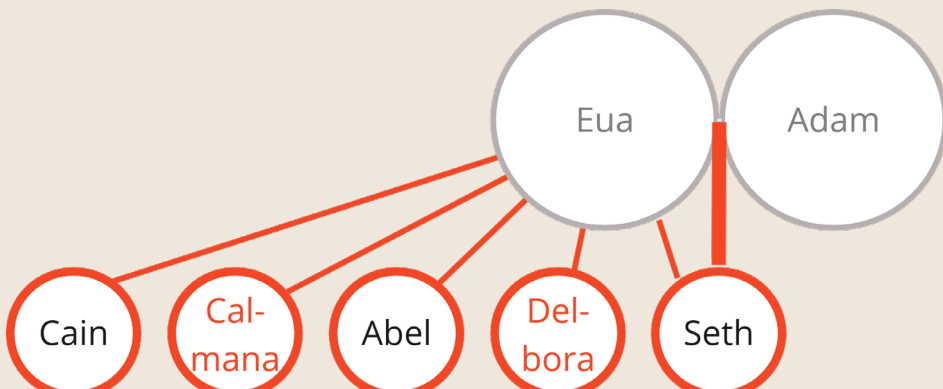 Eua
Adam
Cain
Cal-
mana
Abel
Del-
bora
Seth